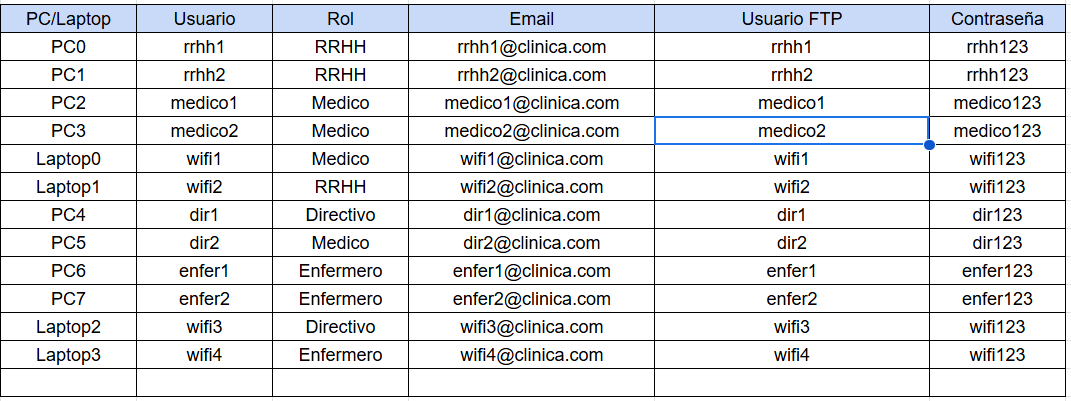 PC/Laptop Usuario Rol Email Usuario FTP Contraseña
PC0 rrhh1 RRHH rrhh1@clinica.com rrhh1 rrhh123
PC1 rrhh2 RRHH rrhh2@clinica.com rrhh2 rrhh123
PC2 medico1 Medico medico1@clinica.com medico1 medico123
PC3 medico2 Medico medico2@clinica.com medico2 medico123
Laptop0 wifi1 Medico wifi1@clinica.com wifi1 wifi123
Laptop1 wifi2 RRHH wifi2@clinica.com wifi2 wifi123
PC4 dir1 Directivo dir1@clinica.com dir1 dir123
PC5 dir2 Medico dir2@clinica.com dir2 dir123
PC6 enfer1 Enfermero enfer1@clinica.com enfer1 enfer123
PC7 enfer2 Enfermero enfer2@clinica.com enfer2 enfer123
Laptop2 wifi3 Directivo wifi3@clinica.com wifi3 wifi123
Laptop3 wifi4 Enfermero wifi4@clinica.com wifi4 wifi123